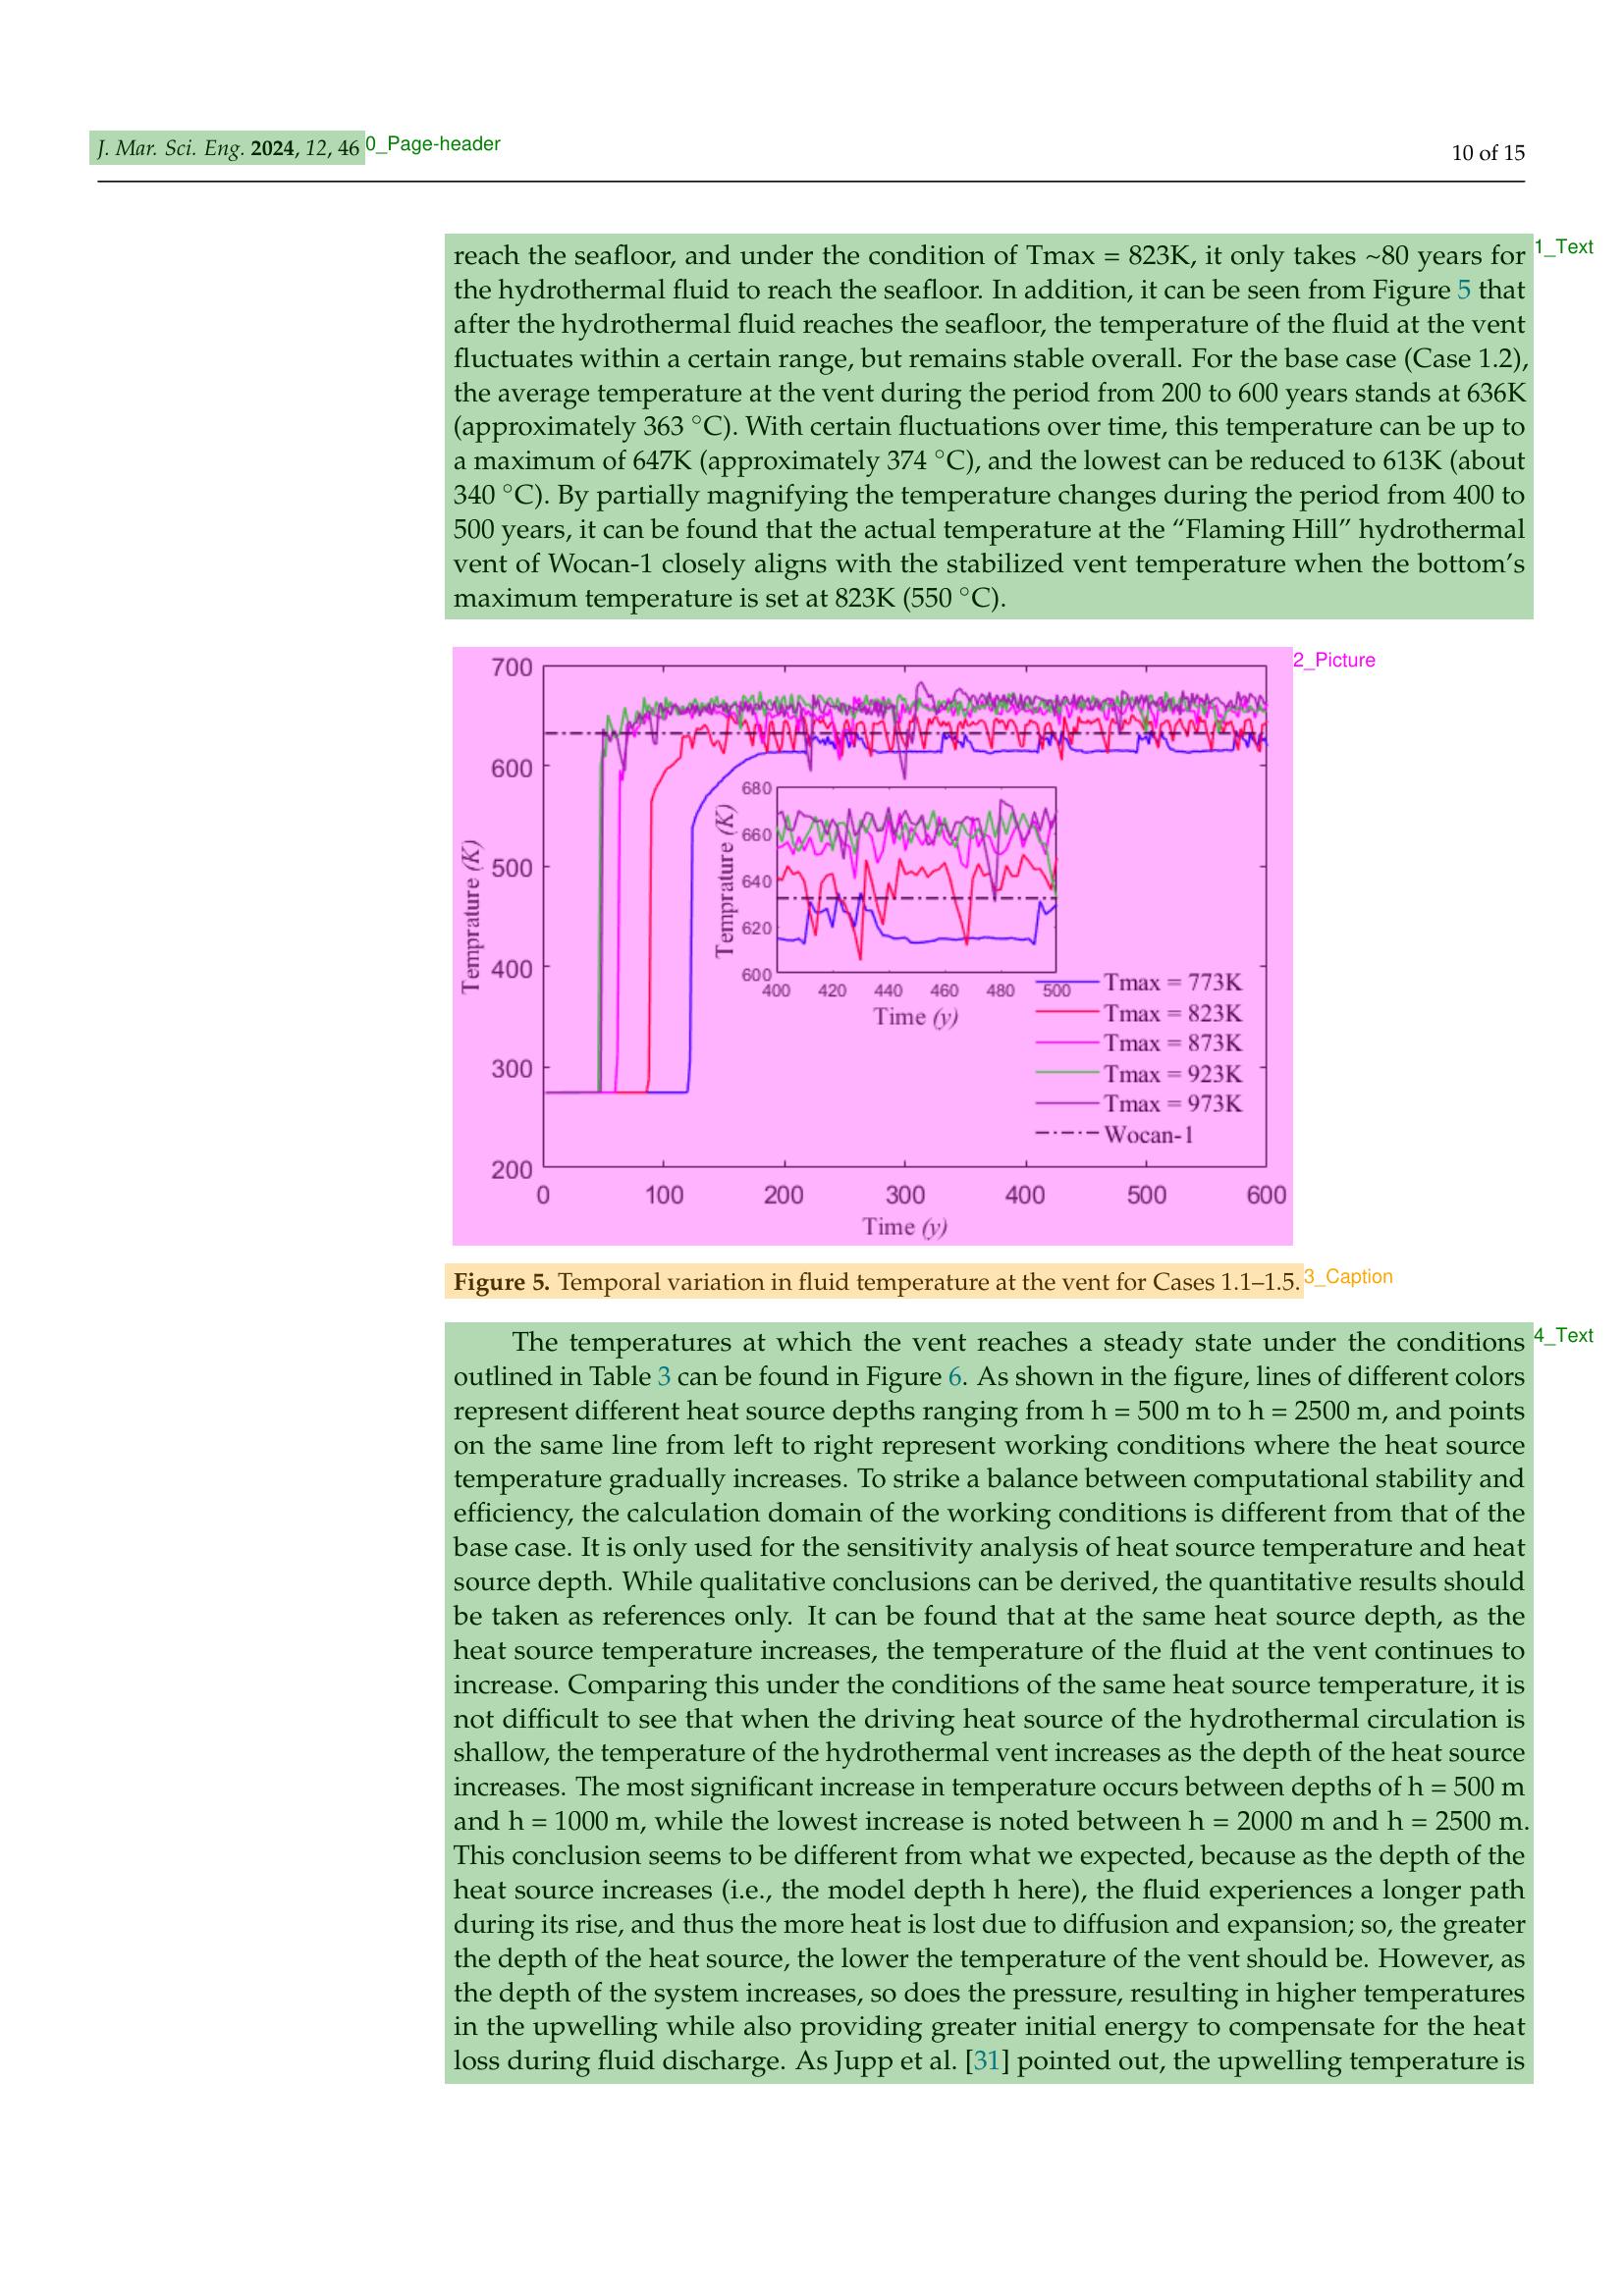 J. Mar. Sci. Eng. 2024, 12, 46
0_Page-header
10 of 15
reach the seafloor, and under the condition of Tmax = 823K, it only takes ~80 years for
1_Text
the hydrothermal fluid to reach the seafloor. In addition, it can be seen from Figure 5 that
after the hydrothermal fluid reaches the seafloor, the temperature of the fluid at the vent
fluctuates within a certain range, but remains stable overall. For the base case (Case 1.2),
the average temperature at the vent during the period from 200 to 600 years stands at 636K
(approximately 363 °C). With certain fluctuations over time, this temperature can be up to
a maximum of 647K (approximately 374 °C), and the lowest can be reduced to 613K (about
340 °C). By partially magnifying the temperature changes during the period from 400 to
500 years, it can be found that the actual temperature at the “Flaming Hill” hydrothermal
vent of Wocan-1 closely aligns with the stabilized vent temperature when the bottom’s
maximum temperature is set at 823K (550 °C).
2_Picture
700
600
500
400
300
200
Temprature (K)
0 100 200 300 400 500 600
Time (y)
680
660
640
620
600
Temprature (K)
400 420 440 460 480 500
Time (y)
Tmax = 773K
Tmax = 823K
Tmax = 873K
Tmax = 923K
Tmax = 973K
Wocan-1
Figure 5. Temporal variation in fluid temperature at the vent for Cases 1.1–1.5.
3_Caption
The temperatures at which the vent reaches a steady state under the conditions
4_Text
outlined in Table 3 can be found in Figure 6. As shown in the figure, lines of different colors
represent different heat source depths ranging from h = 500 m to h = 2500 m, and points
on the same line from left to right represent working conditions where the heat source
temperature gradually increases. To strike a balance between computational stability and
efficiency, the calculation domain of the working conditions is different from that of the
base case. It is only used for the sensitivity analysis of heat source temperature and heat
source depth. While qualitative conclusions can be derived, the quantitative results should
be taken as references only. It can be found that at the same heat source depth, as the
heat source temperature increases, the temperature of the fluid at the vent continues to
increase. Comparing this under the conditions of the same heat source temperature, it is
not difficult to see that when the driving heat source of the hydrothermal circulation is
shallow, the temperature of the hydrothermal vent increases as the depth of the heat source
increases. The most significant increase in temperature occurs between depths of h = 500 m
and h = 1000 m, while the lowest increase is noted between h = 2000 m and h = 2500 m.
This conclusion seems to be different from what we expected, because as the depth of the
heat source increases (i.e., the model depth h here), the fluid experiences a longer path
during its rise, and thus the more heat is lost due to diffusion and expansion; so, the greater
the depth of the heat source, the lower the temperature of the vent should be. However, as
the depth of the system increases, so does the pressure, resulting in higher temperatures
in the upwelling while also providing greater initial energy to compensate for the heat
loss during fluid discharge. As Jupp et al. [31] pointed out, the upwelling temperature is